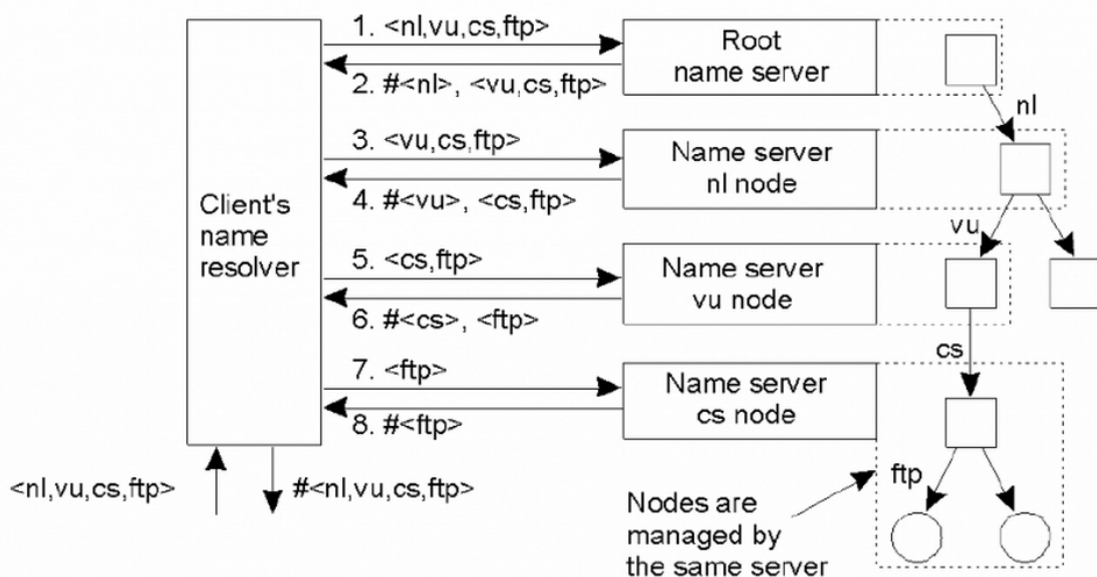 1. <nl,vu,cs,ftp>
2. #<nl>, <vu,cs,ftp>
Root
name server
nl
3. <vu,cs,ftp>
4. #<vu>, <cs,ftp>
Name server
nl node
vu
Client's
name
resolver
5. <cs,ftp>
6. #<cs>, <ftp>
Name server
vu node
cs
7. <ftp>
8. #<ftp>
Name server
cs node
ftp
<nl,vu,cs,ftp>
#<nl,vu,cs,ftp>
Nodes are
managed by
the same server